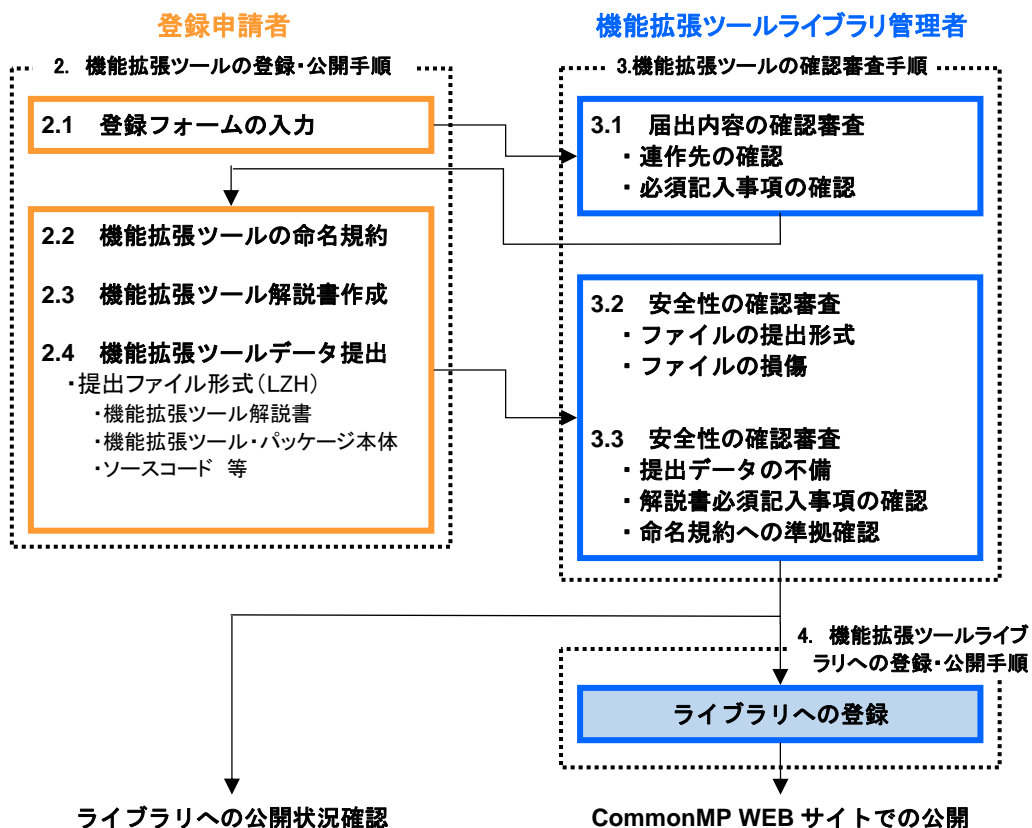 登録申請者
2. 機能拡張ツールの登録・公開手順
2.1 登録フォームの入力
2.2 機能拡張ツールの命名規約
2.3 機能拡張ツール解説書作成
2.4 機能拡張ツールデータ提出
・提出ファイル形式（LZH）
・機能拡張ツール解説書
・機能拡張ツール・パッケージ本体
・ソースコード 等
機能拡張ツールライブラリ管理者
3.機能拡張ツールの確認審査手順
3.1 届出内容の確認審査
・連作先の確認
・必須記入事項の確認
3.2 安全性の確認審査
・ファイルの提出形式
・ファイルの損傷
3.3 安全性の確認審査
・提出データの不備
・解説書必須記入事項の確認
・命名規約への準拠確認
4. 機能拡張ツールライブ
ラリへの登録・公開手順
ライブラリへの登録
ライブラリへの公開状況確認
CommonMP WEB サイトでの公開